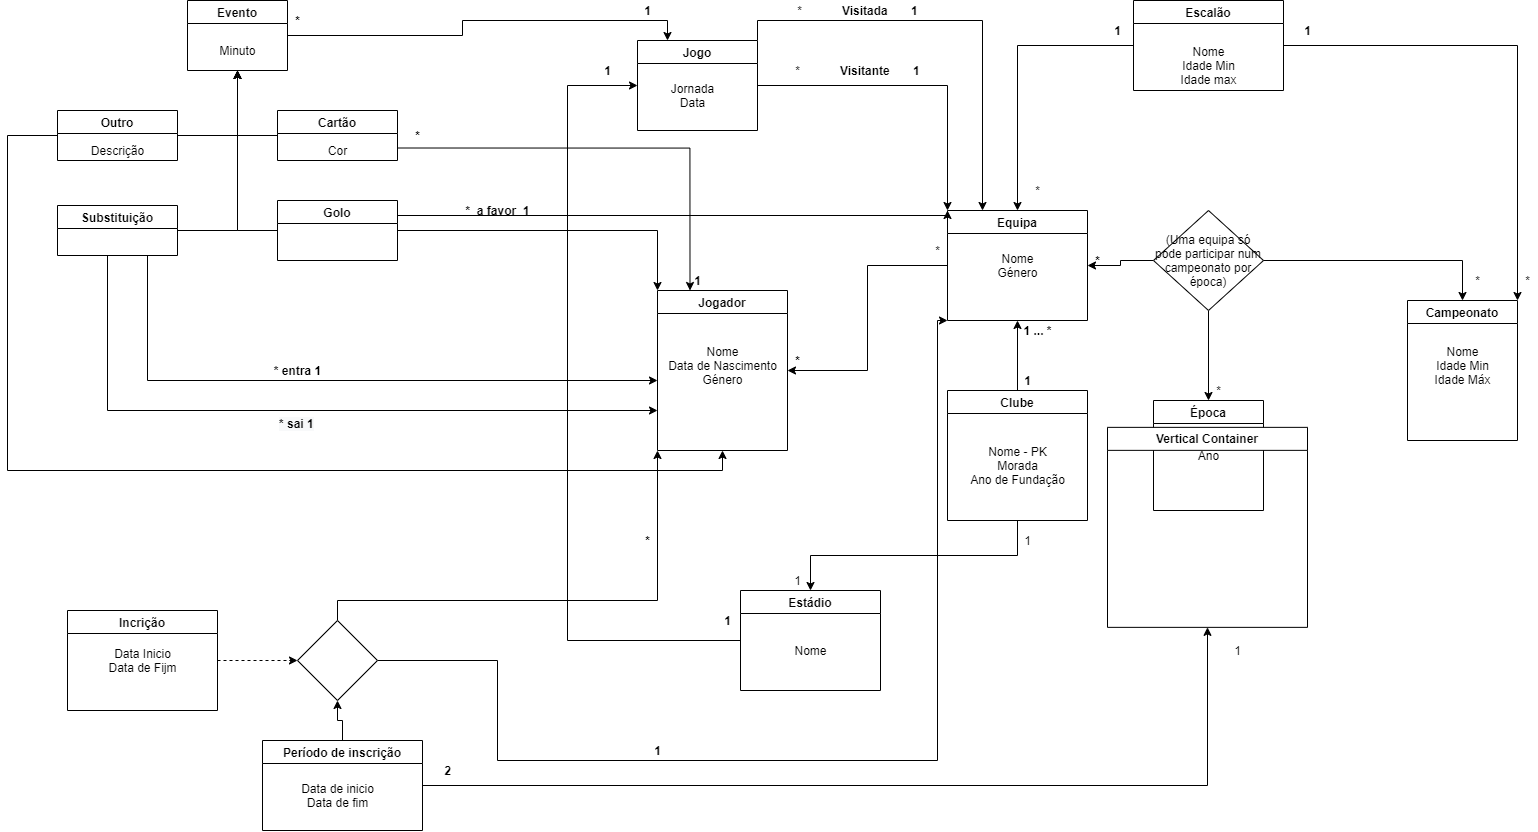 Evento
Minuto
*
1
Jogo
Jornada
Data
* Visitada 1
* Visitante 1
1
Escalão
Nome
Idade Min
Idade max
1
1
Outro
Descrição
Cartão
Cor
*
Substituição
Golo
* a favor 1
*
Equipa
Nome
Género
*
*
(Uma equipa só
pode participar num
campeonato por
época)
*
*
Campeonato
Nome
Idade Min
Idade Máx
1
Jogador
Nome
Data de Nascimento
Género
*
1 ... *
* entra 1
* sai 1
1
Clube
Nome - PK
Morada
Ano de Fundação
*
Época
Vertical Container
Ano
*
1
1
Estádio
Nome
1
Incrição
Data Inicio
Data de Fijm
1
1
Período de inscrição
Data de inicio
Data de fim
2